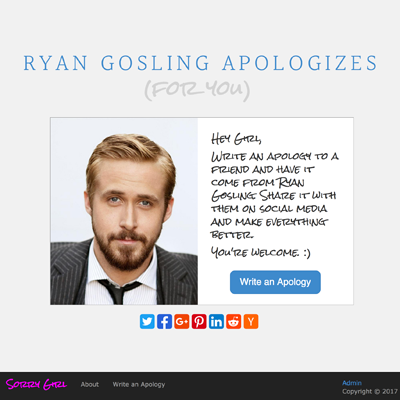 RYAN GOSLING APOLOGIZES
(FOR YOU)
HEY GIRL,
WRITE AN APOLOGY TO A
FRIEND AND HAVE IT
COME FROM RYAN
GOSLING. SHARE IT WITH
THEM ON SOCIAL MEDIA
AND MAKE EVERYTHING
BETTER.
YOU'RE WELCOME. :)
Write an Apology
SORRY GIRL
About
Write an Apology
Admin
Copyright © 2017